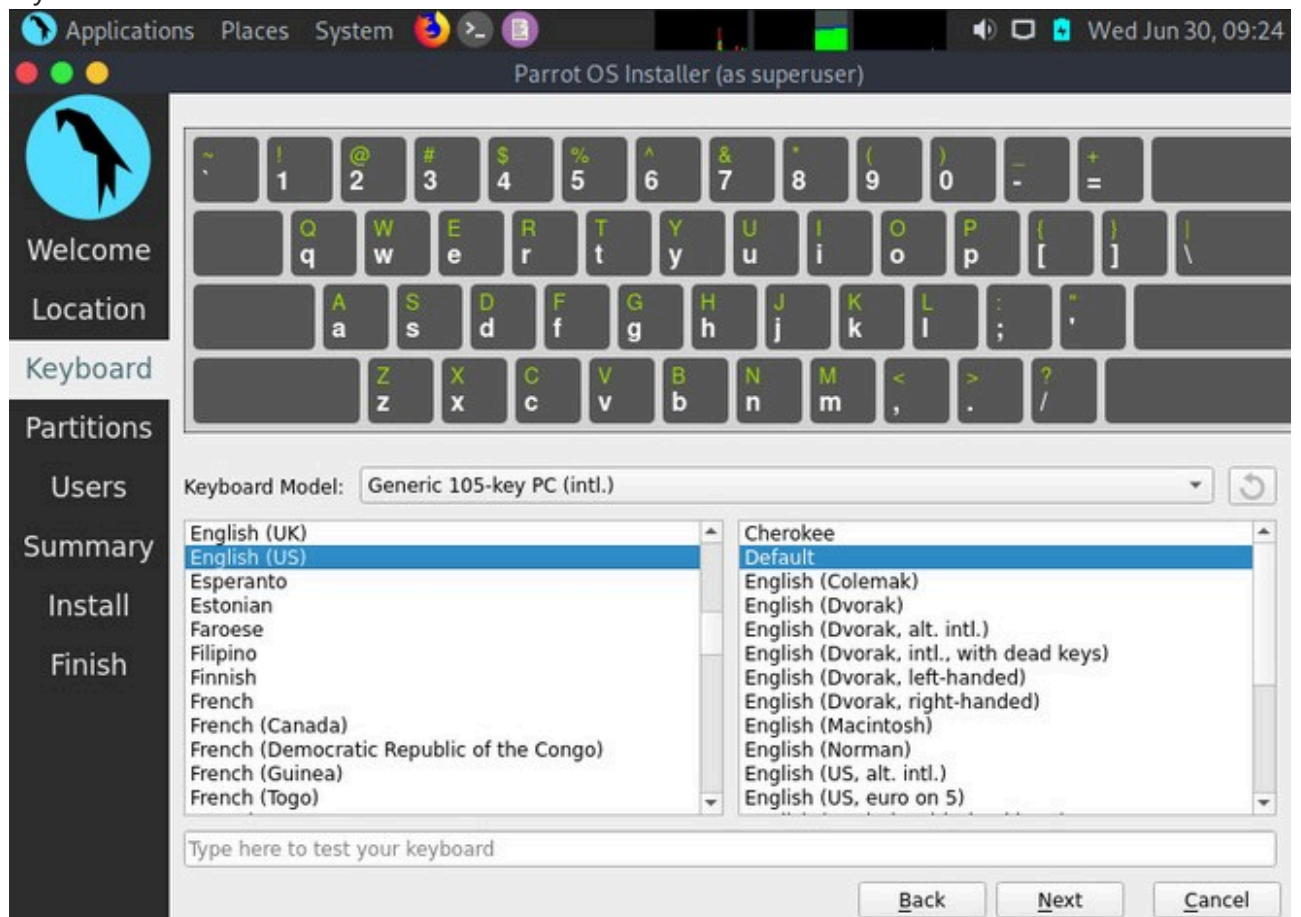 Applications Places System Wed Jun 30, 09:24
Parrot OS Installer (as superuser)
Welcome
Location
Keyboard
Partitions
Users
Summary
Install
Finish
~ ! @ # $ % ^ & * ( ) _ +
` 1 2 3 4 5 6 7 8 9 0 - =
Q W E R T Y U I O P { } |
q w e r t y u i o p [ ] \
A S D F G H J K L : "
a s d f g h j k l ; '
Z X C V B N M < > ?
z x c v b n m , . /
Keyboard Model: Generic 105-key PC (intl.)
English (UK)
English (US)
Esperanto
Estonian
Faroese
Filipino
Finnish
French
French (Canada)
French (Democratic Republic of the Congo)
French (Guinea)
French (Togo)
Cherokee
Default
English (Colemak)
English (Dvorak)
English (Dvorak, alt. intl.)
English (Dvorak, intl., with dead keys)
English (Dvorak, left-handed)
English (Dvorak, right-handed)
English (Macintosh)
English (Norman)
English (US, alt. intl.)
English (US, euro on 5)
Type here to test your keyboard
Back Next Cancel